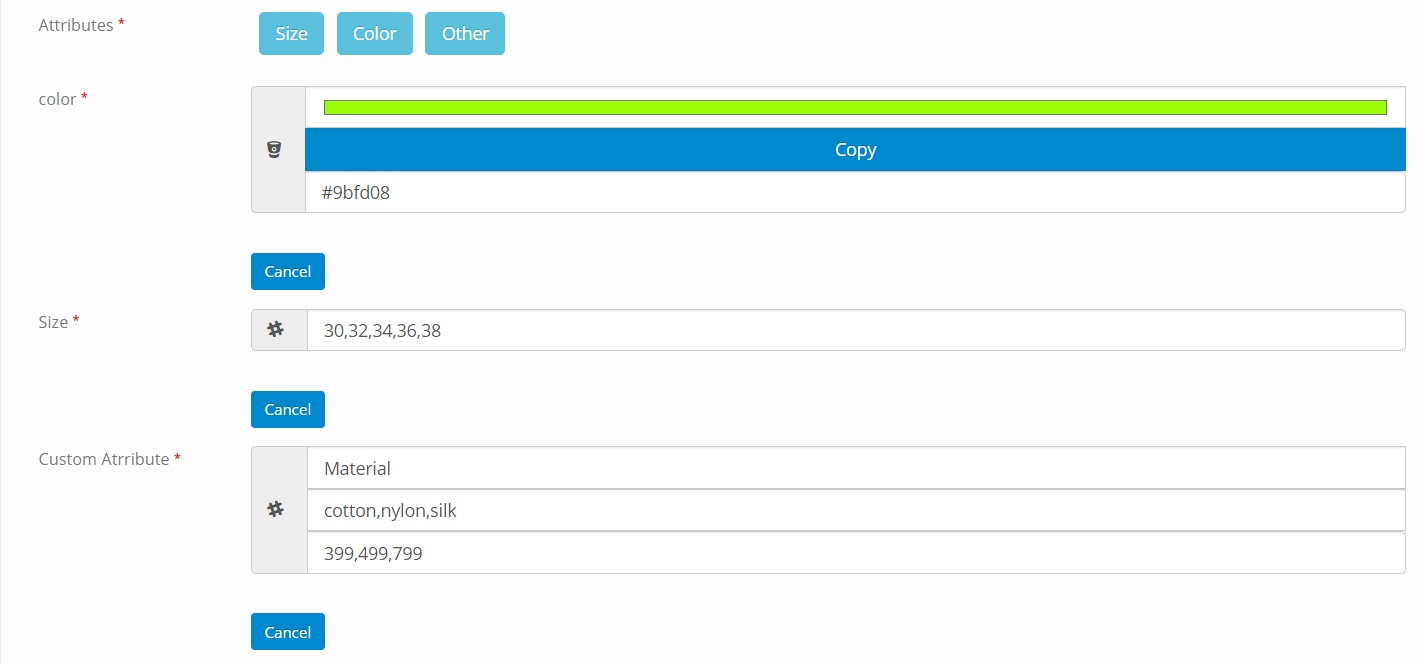 Attributes *
Size Color Other
color *
Copy
#9bfd08
Cancel
Size *
30,32,34,36,38
Cancel
Custom Atrribute *
Material
cotton,nylon,silk
399,499,799
Cancel